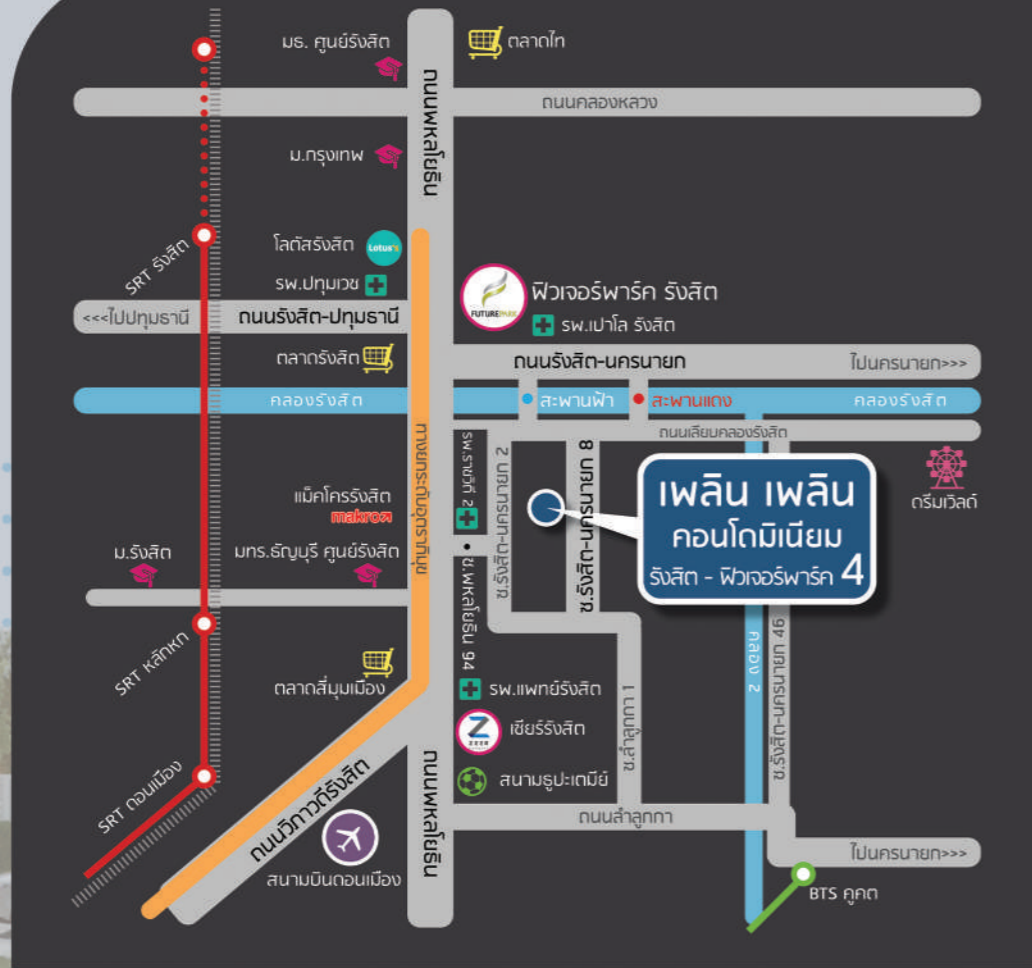 มธ. ศูนย์รังสิต
ตลาดไท
ถนนพหลโยธิน
ถนนคลองหลวง
ม.กรุงเทพ
SRT รังสิต
โลตัสรังสิต
Lotus's
รพ.ปทุมเวช
<<<ไปปทุมธานี
ถนนรังสิต-ปทุมธานี
FUTUREPARK
ฟิวเจอร์พาร์ค รังสิต
รพ.เปาโล รังสิต
ตลาดรังสิต
ถนนรังสิต-นครนายก
ไปนครนายก>>>
คลองรังสิต
สะพานฟ้า
สะพานแดง
คลองรังสิต
ถนนเลียบคลองรังสิต
ทางยกระดับอุตราภิมุข
รพ.ราชวิถี 2
ซ.รังสิต-นครนายก 2
ซ.รังสิต-นครนายก 8
เพลิน เพลิน
คอนโดมิเนียม
รังสิต - ฟิวเจอร์พาร์ค 4
ดรีมเวิลด์
แม็คโครรังสิต
makro
ม.รังสิต
มทร.ธัญบุรี ศูนย์รังสิต
ซ.พหลโยธิน 94
SRT หลักหก
ตลาดสี่มุมเมือง
รพ.แพทย์รังสิต
ZEER
เซียร์รังสิต
สนามธูปะเตมีย์
ซ.ลำลูกกา 1
คลอง 2
ซ.รังสิต-นครนายก 46
SRT ดอนเมือง
ถนนวิภาวดีรังสิต
ถนนพหลโยธิน
สนามบินดอนเมือง
ถนนลำลูกกา
ไปนครนายก>>>
BTS คูคต